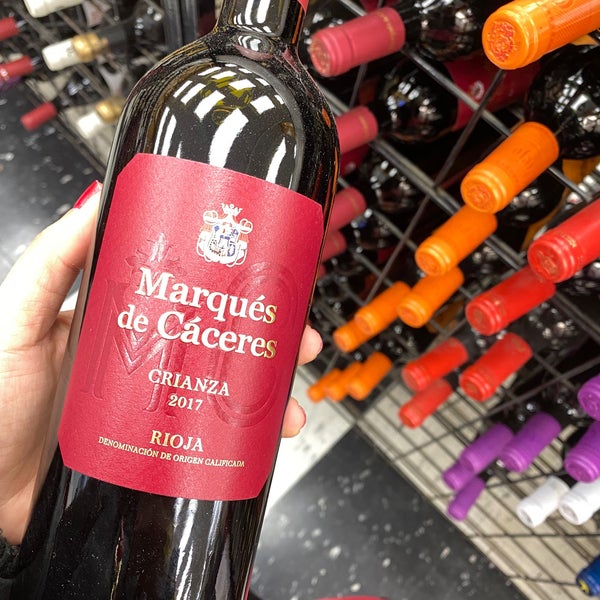 Marqués
de Cáceres
CRIANZA
2017
RIOJA
DENOMINACIÓN DE ORIGEN CALIFICADA